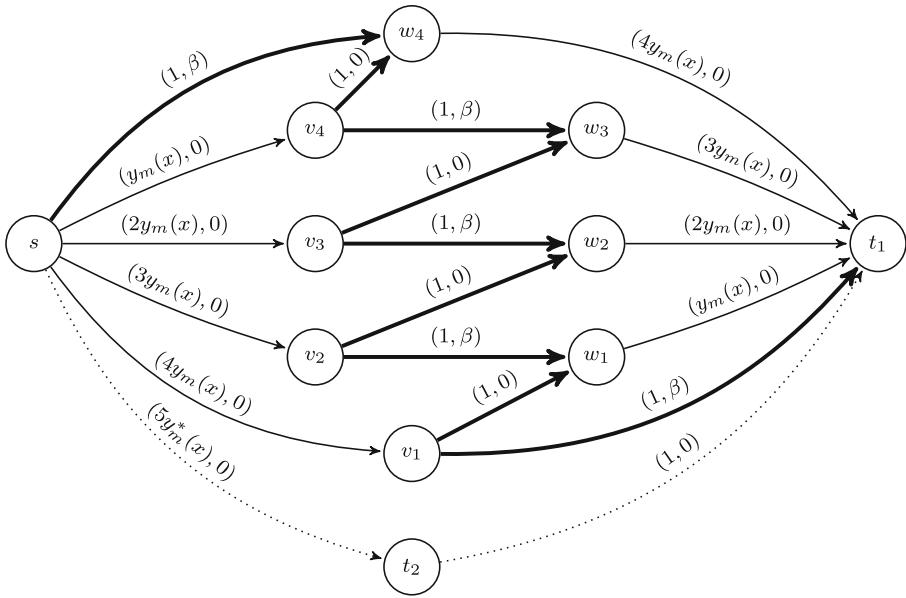 w₄
(1, β)
(4yₘ(x), 0)
(1, 0)
v₄
(1, β)
w₃
(yₘ(x), 0)
(3yₘ(x), 0)
(1, 0)
s
(2yₘ(x), 0)
v₃
(1, β)
w₂
(2yₘ(x), 0)
t₁
(3yₘ(x), 0)
(1, 0)
(yₘ(x), 0)
v₂
(1, β)
w₁
(4yₘ(x), 0)
(1, 0)
(1, β)
(5y*ₘ(x), 0)
v₁
(1, 0)
t₂